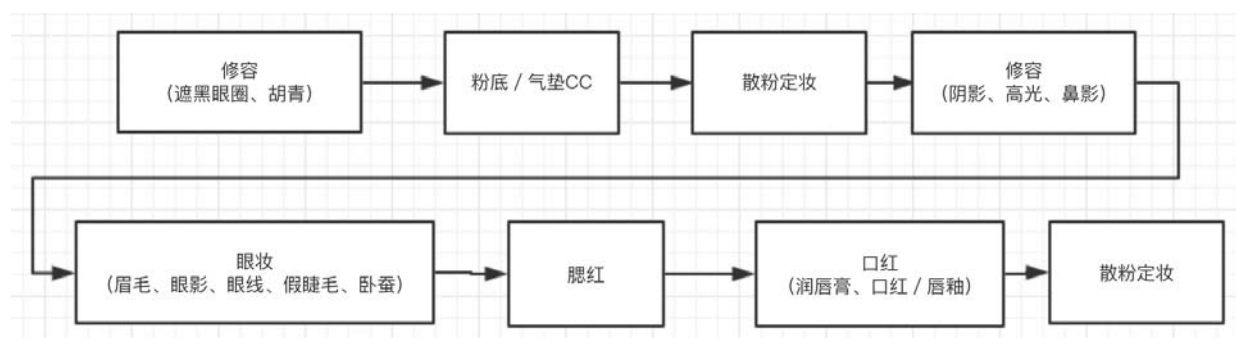 修容
（遮黑眼圈、胡青）
粉底 / 气垫CC
散粉定妆
修容
（阴影、高光、鼻影）
眼妆
（眉毛、眼影、眼线、假睫毛、卧蚕）
腮红
口红
（润唇膏、口红 / 唇釉）
散粉定妆